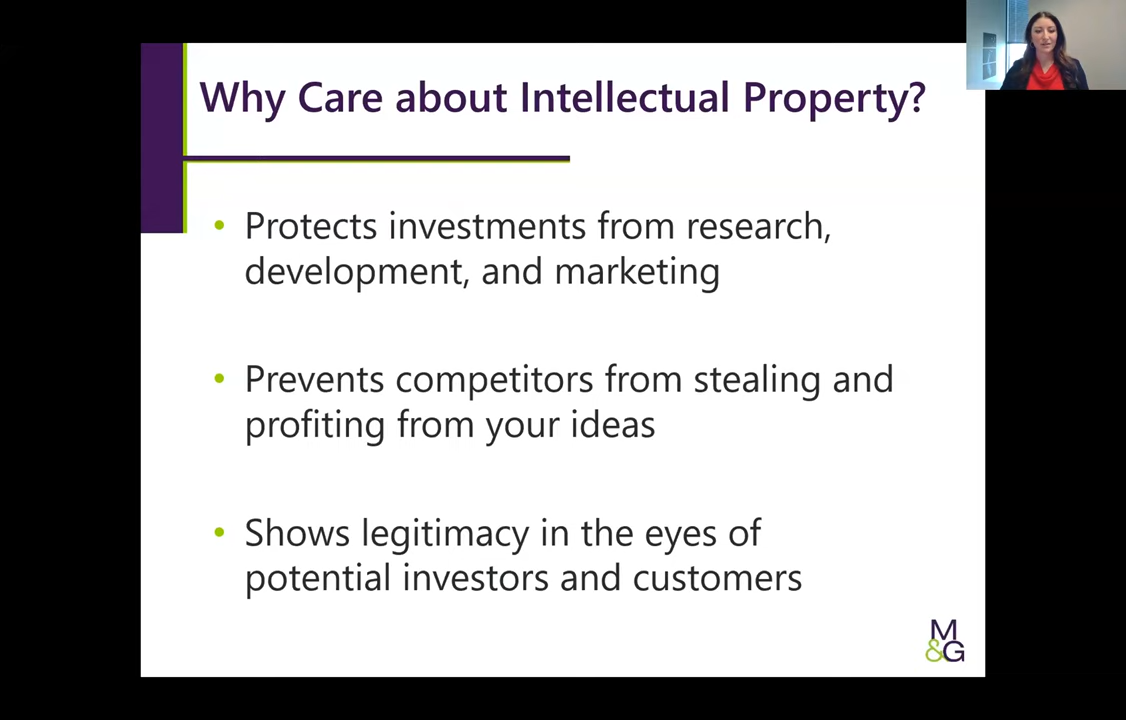 Why Care about Intellectual Property?
• Protects investments from research,
development, and marketing
• Prevents competitors from stealing and
profiting from your ideas
• Shows legitimacy in the eyes of
potential investors and customers
M
&G